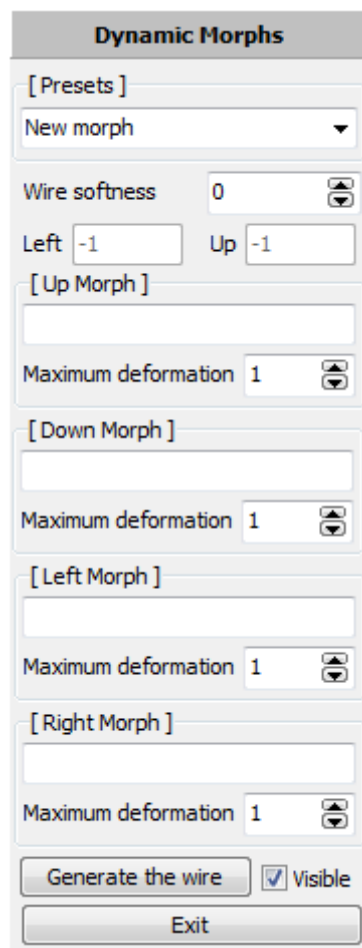 Dynamic Morphs
[ Presets ]
New morph
Wire softness 0
Left -1 Up -1
[ Up Morph ]
Maximum deformation 1
[ Down Morph ]
Maximum deformation 1
[ Left Morph ]
Maximum deformation 1
[ Right Morph ]
Maximum deformation 1
Generate the wire Visible
Exit